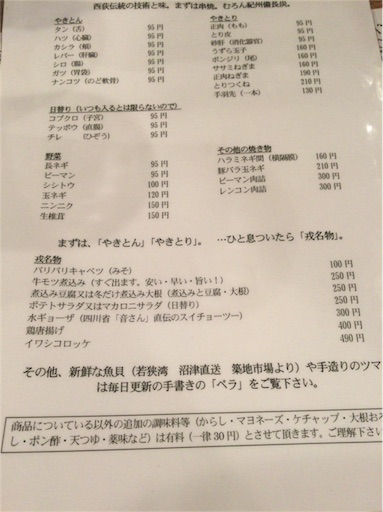 西荻伝統の技術と味。まずは串焼。むろん紀州備長炭。
やきとん
タン（舌） 95円
ハツ（心臓） 95円
カシラ（頬） 95円
レバー（肝臓） 95円
シロ（腸） 95円
ガツ（胃袋） 95円
ナンコツ（のど軟骨） 95円
日替り（いつも入るとは限らないので）
コブクロ（子宮） 95円
テッポウ（直腸） 95円
チレ （ひぞう） 95円
野菜
長ネギ 95円
ピーマン 95円
シシトウ 100円
玉ネギ 120円
ニンニク 150円
生椎茸 150円
やきとり
正肉（もも） 95円
とり皮 95円
砂肝（消化器官） 95円
うずら玉子 160円
ボンジリ（尾） 160円
ササミねぎま 160円
正肉ねぎま 190円
とりつくね 210円
手羽先（一本） 130円
その他の焼き物
ハラミネギ間（横隔膜） 160円
豚バラ玉ネギ 210円
ピーマン肉詰 300円
レンコン肉詰 300円
まずは、「やきとん」「やきとり」。 …ひと息ついたら「戎名物」。
戎名物
バリバリキャベツ（みそ） 100円
牛モツ煮込み（すぐ出ます。安い・早い・旨い！） 250円
煮込み豆腐又は冬だけ煮込み大根（煮込みと豆腐・大根） 250円
ポテトサラダ又はマカロニサラダ（日替り） 250円
水ギョーザ（四川省「音さん」直伝のスイチョーツー） 300円
鶏唐揚げ 400円
イワシコロッケ 490円
その他、新鮮な魚貝（若狭湾 沼津直送 築地市場より）や手造りのツマ
は毎日更新の手書きの「ペラ」をご覧下さい。
商品についている以外の追加の調味料等（からし・マヨネーズ・ケチャップ・大根おろ
し・ポン酢・天つゆ・薬味など）は有料（一律30円）とさせて頂きます。ご理解下さい